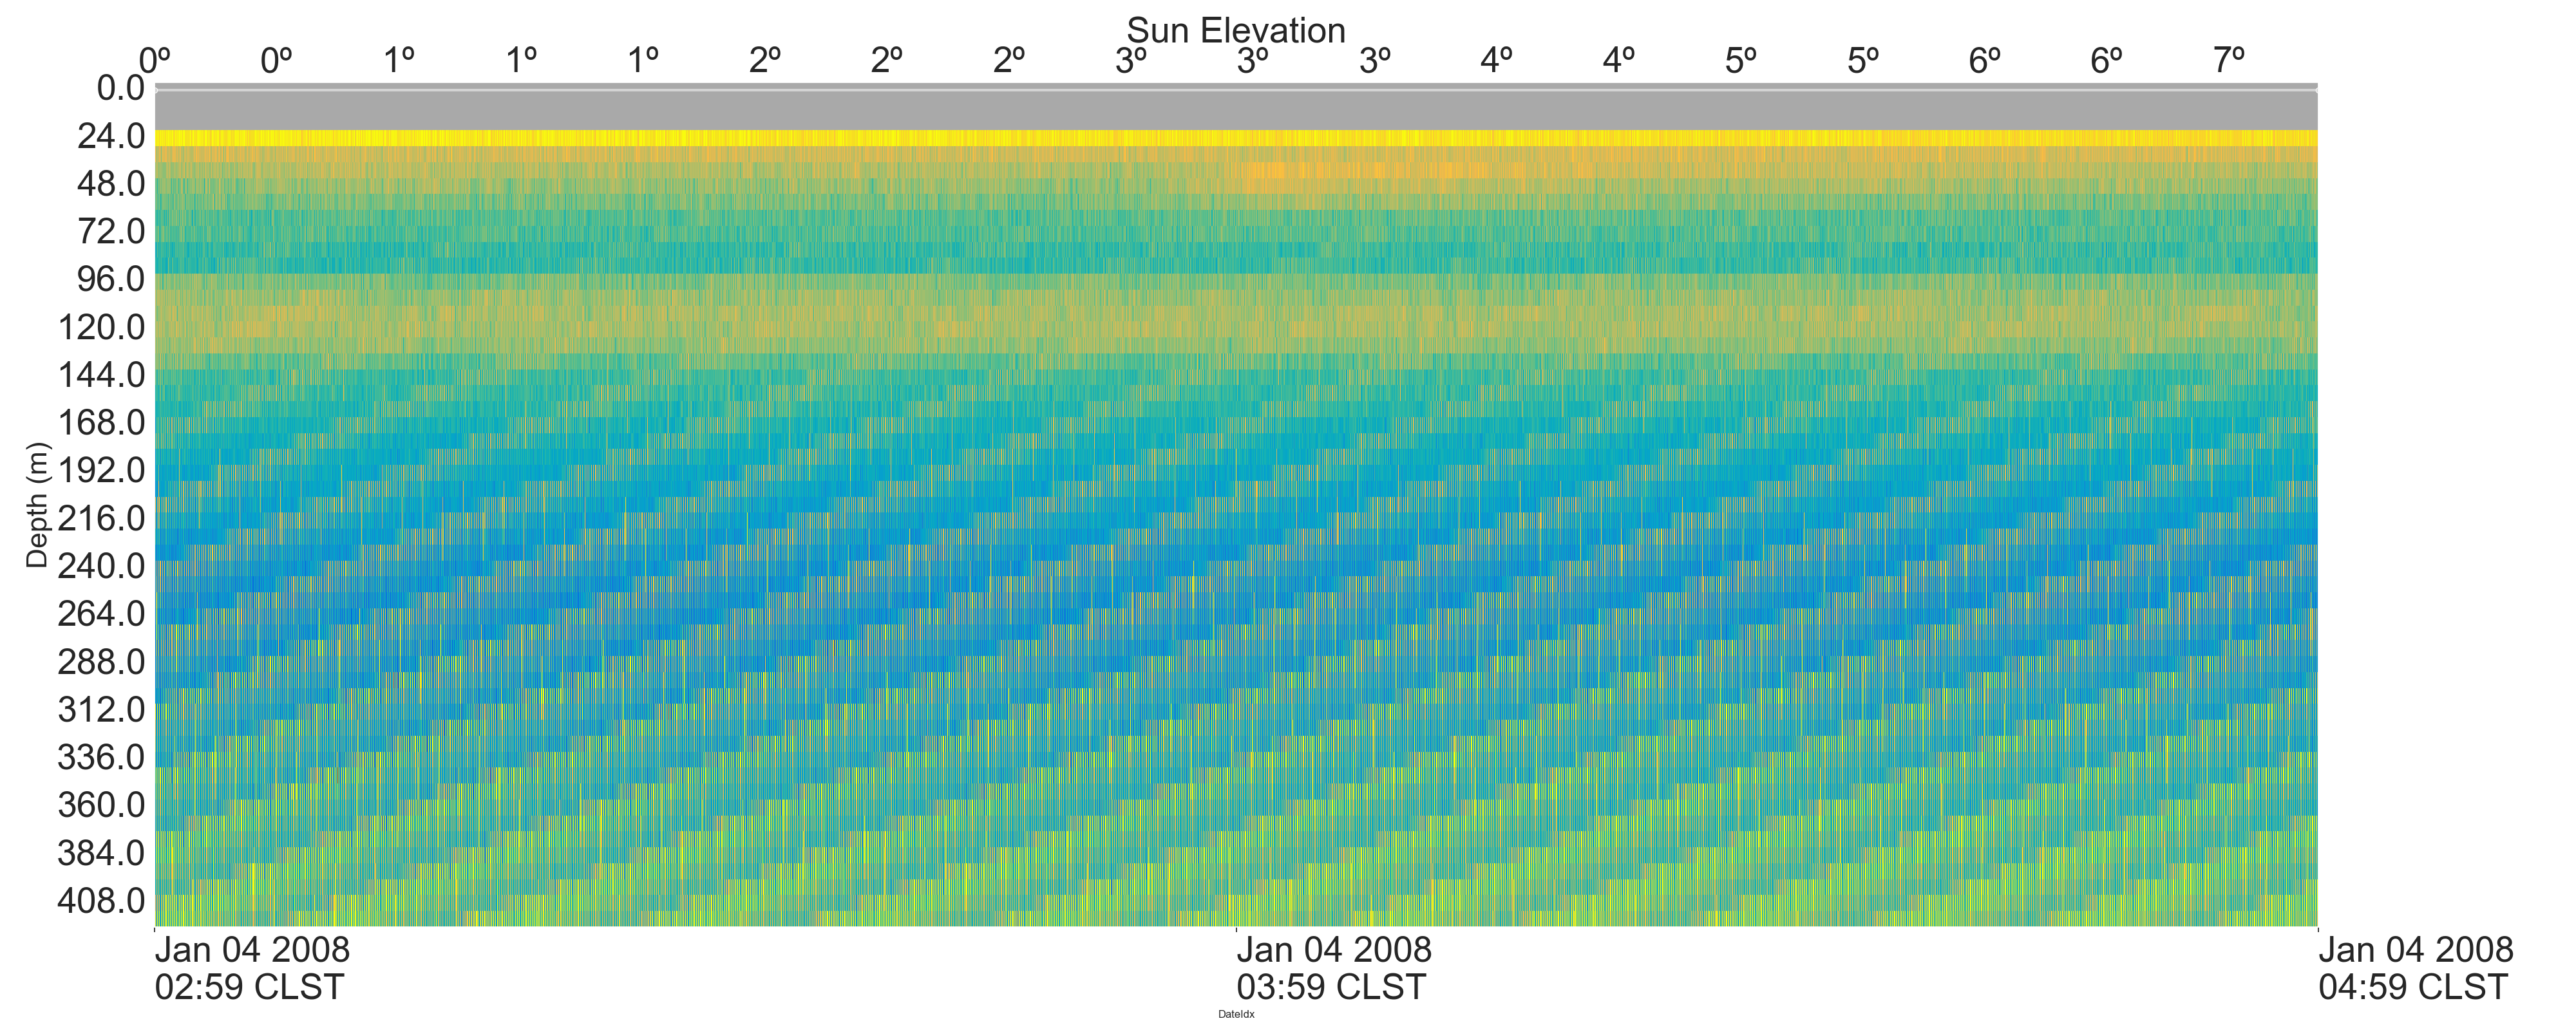 Sun Elevation
0º 0º 1º 1º 1º 2º 2º 2º 3º 3º 3º 4º 4º 5º 5º 6º 6º 7º
0.0
24.0
48.0
72.0
96.0
120.0
144.0
168.0
192.0
216.0
240.0
264.0
288.0
312.0
336.0
360.0
384.0
408.0
Depth (m)
Jan 04 2008
02:59 CLST
Jan 04 2008
03:59 CLST
Jan 04 2008
04:59 CLST
DateIdx